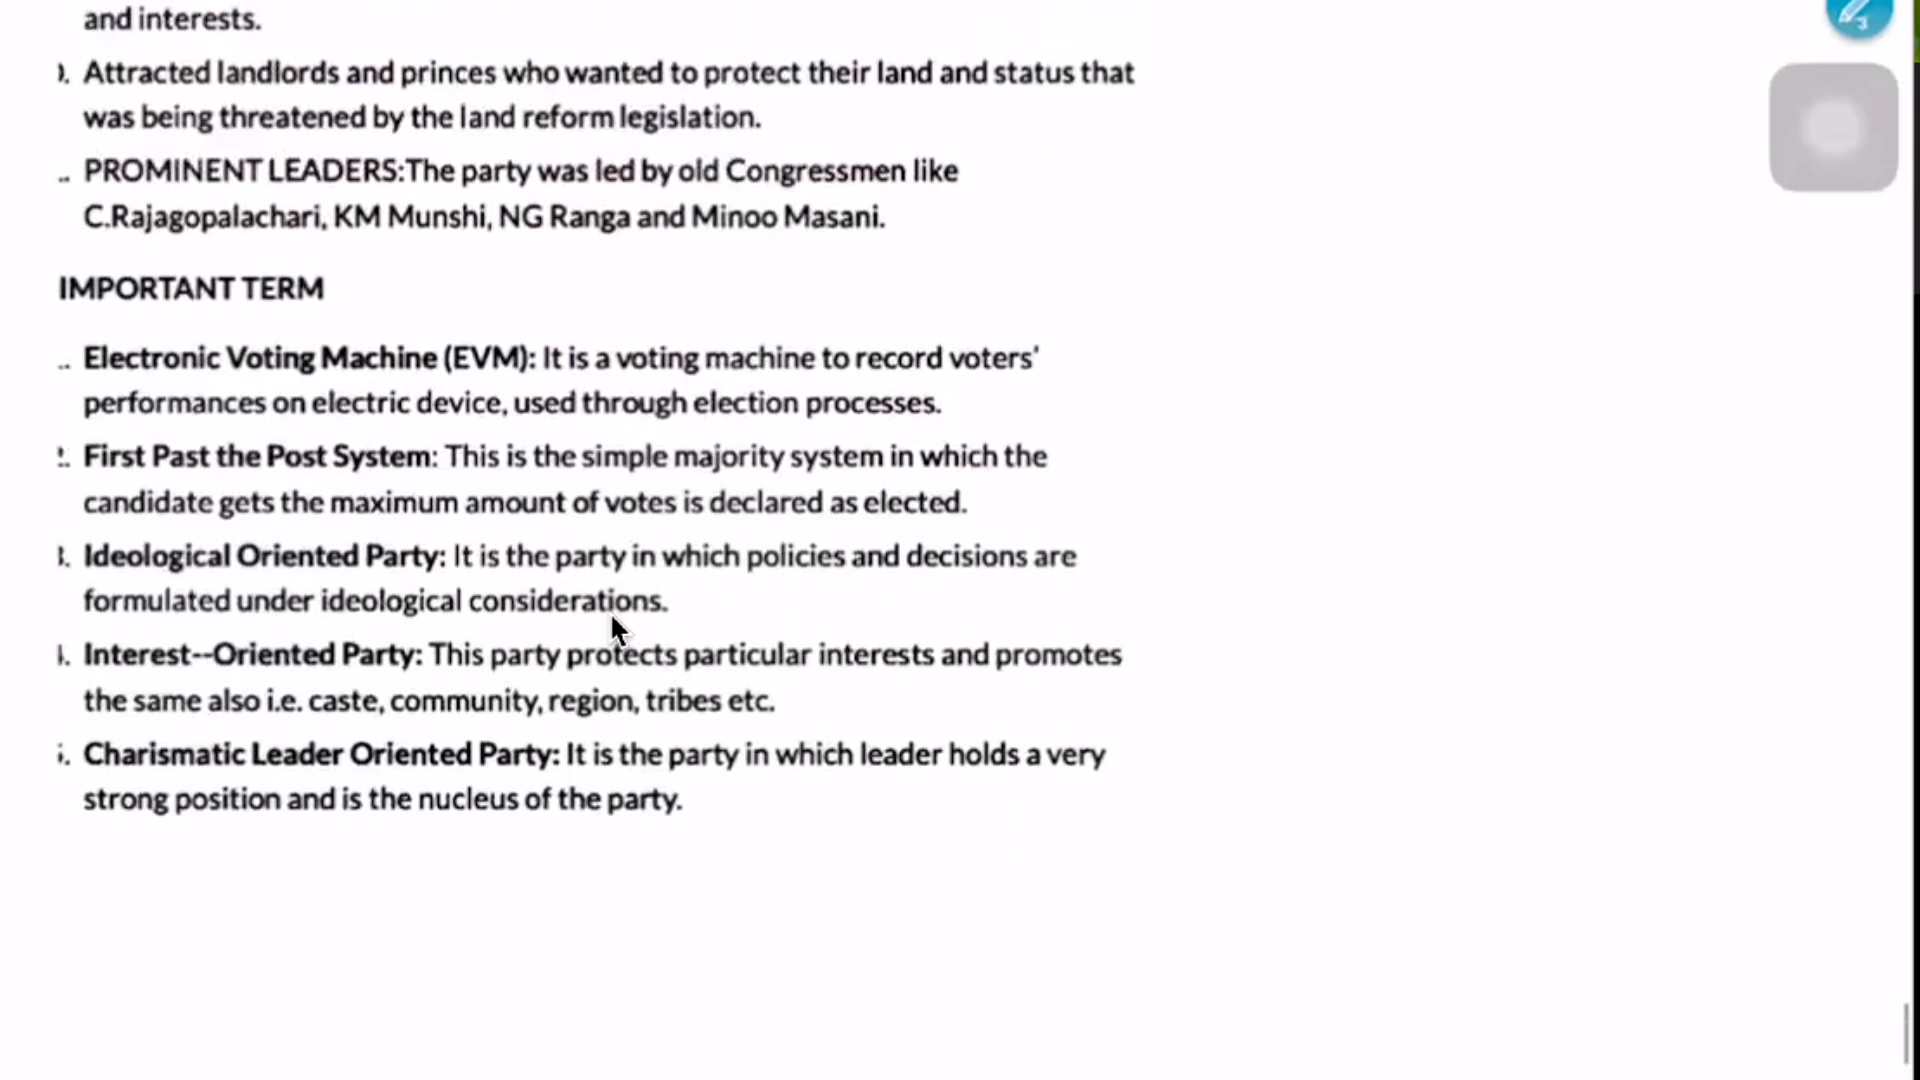 and interests.
). Attracted landlords and princes who wanted to protect their land and status that
was being threatened by the land reform legislation.
.. PROMINENT LEADERS:The party was led by old Congressmen like
C.Rajagopalachari, KM Munshi, NG Ranga and Minoo Masani.
IMPORTANT TERM
.. Electronic Voting Machine (EVM): It is a voting machine to record voters'
performances on electric device, used through election processes.
First Past the Post System: This is the simple majority system in which the
candidate gets the maximum amount of votes is declared as elected.
Ideological Oriented Party: It is the party in which policies and decisions are
formulated under ideological considerations.
Interest--Oriented Party: This party protects particular interests and promotes
the same also i.e. caste, community, region, tribes etc.
Charismatic Leader Oriented Party: It is the party in which leader holds a very
strong position and is the nucleus of the party.